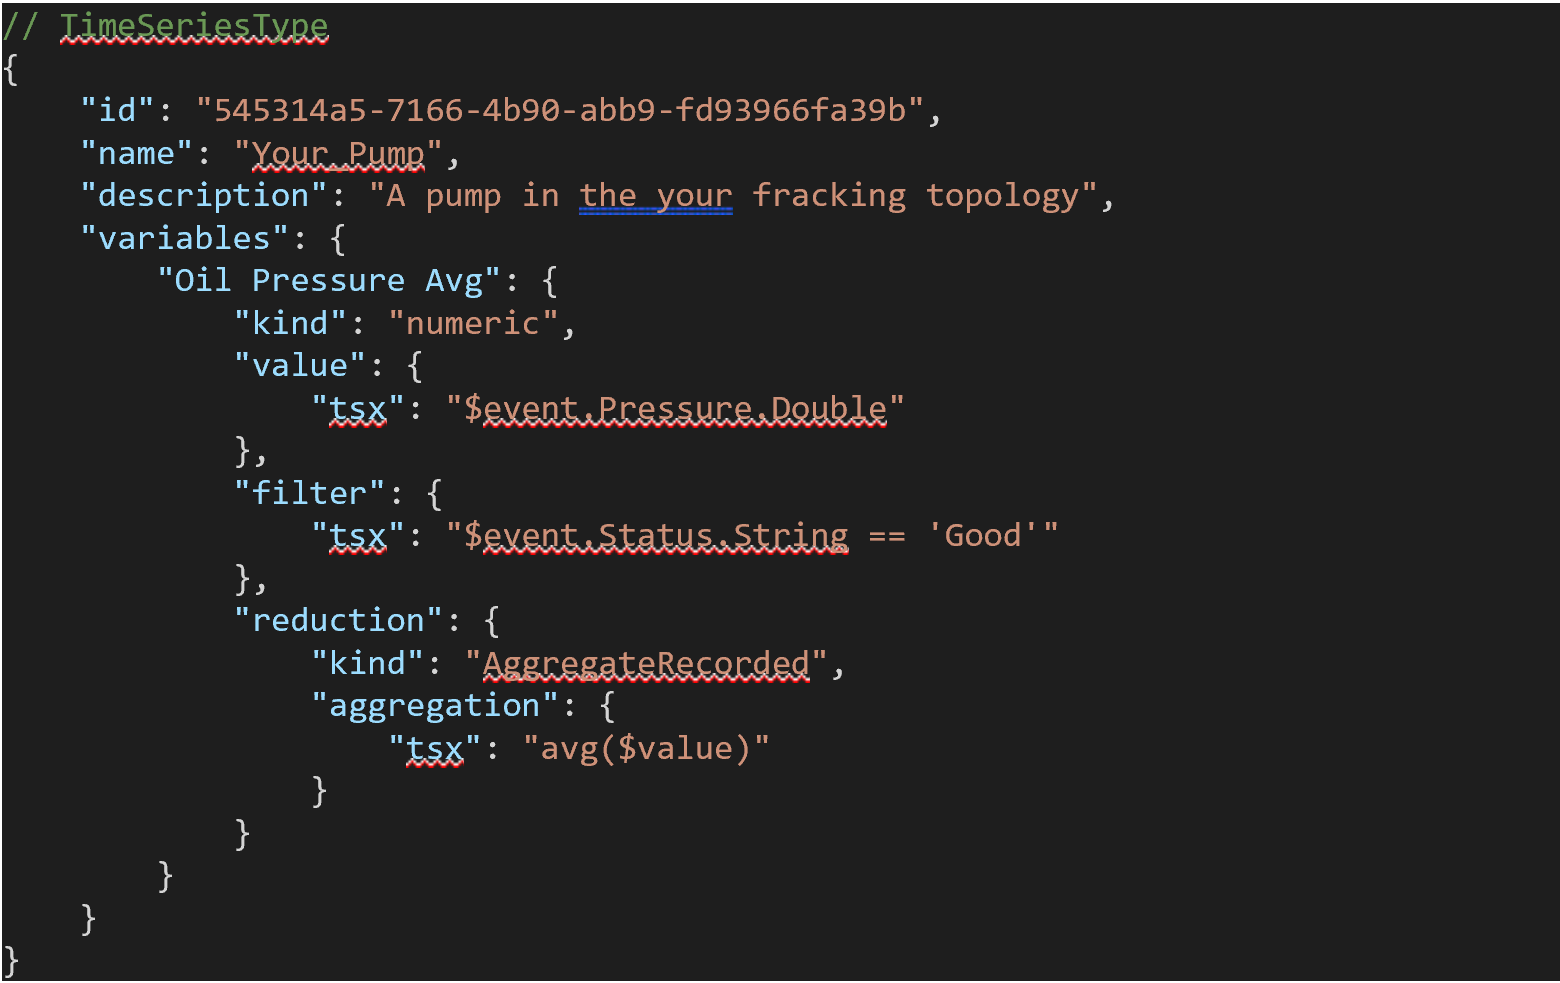 // TimeSeriesType
{
    "id": "545314a5-7166-4b90-abb9-fd93966fa39b",
    "name": "Your_Pump",
    "description": "A pump in the your fracking topology",
    "variables": {
        "Oil Pressure Avg": {
            "kind": "numeric",
            "value": {
                "tsx": "$event.Pressure.Double"
            },
            "filter": {
                "tsx": "$event.Status.String == 'Good'"
            },
            "reduction": {
                "kind": "AggregateRecorded",
                "aggregation": {
                    "tsx": "avg($value)"
                }
            }
        }
    }
}